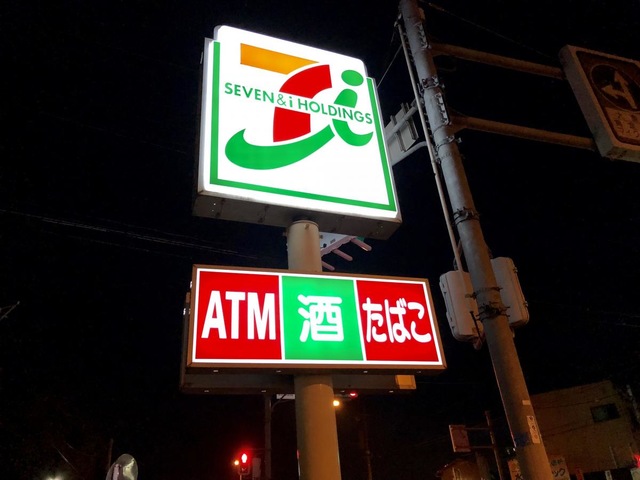 SEVEN & i HOLDINGS
ATM 酒 たばこ